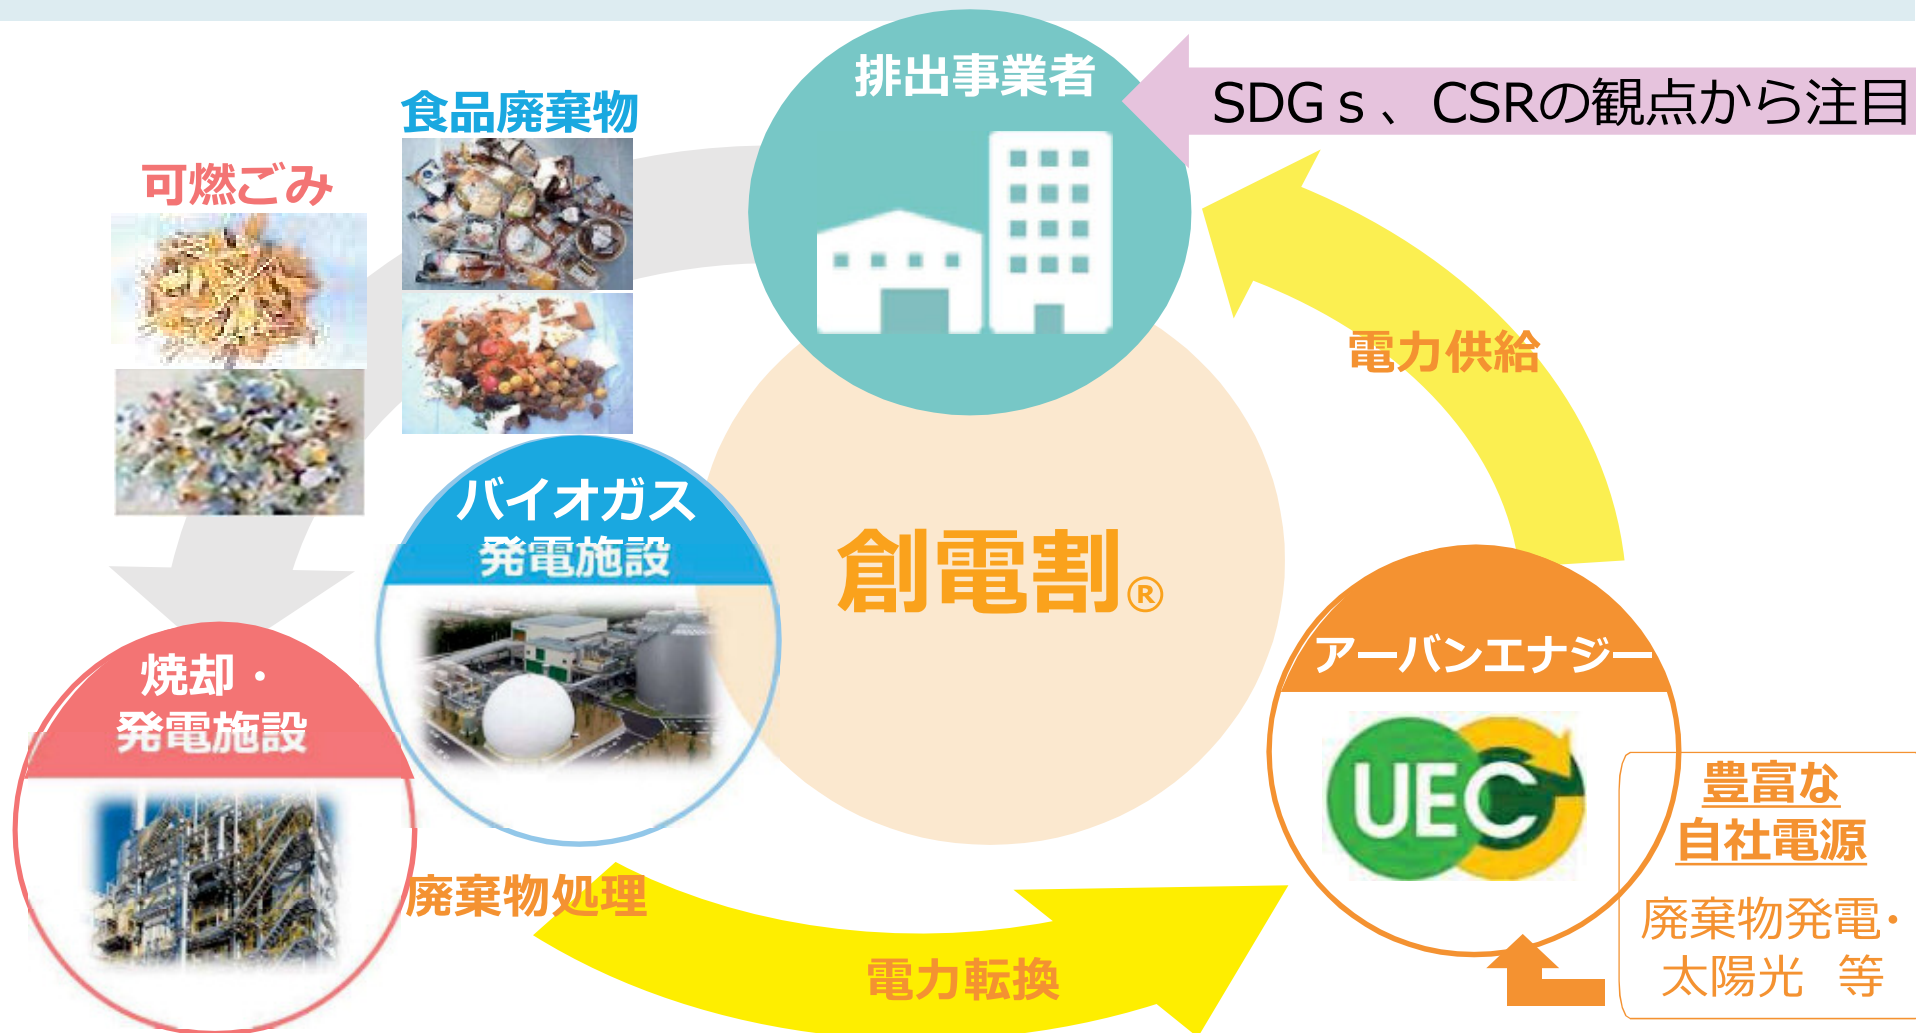 排出事業者
SDGｓ、CSRの観点から注目
食品廃棄物
可燃ごみ
電力供給
バイオガス
発電施設
創電割®
焼却・
発電施設
アーバンエナジー
UEC
豊富な
自社電源
廃棄物発電・
太陽光　等
廃棄物処理
電力転換